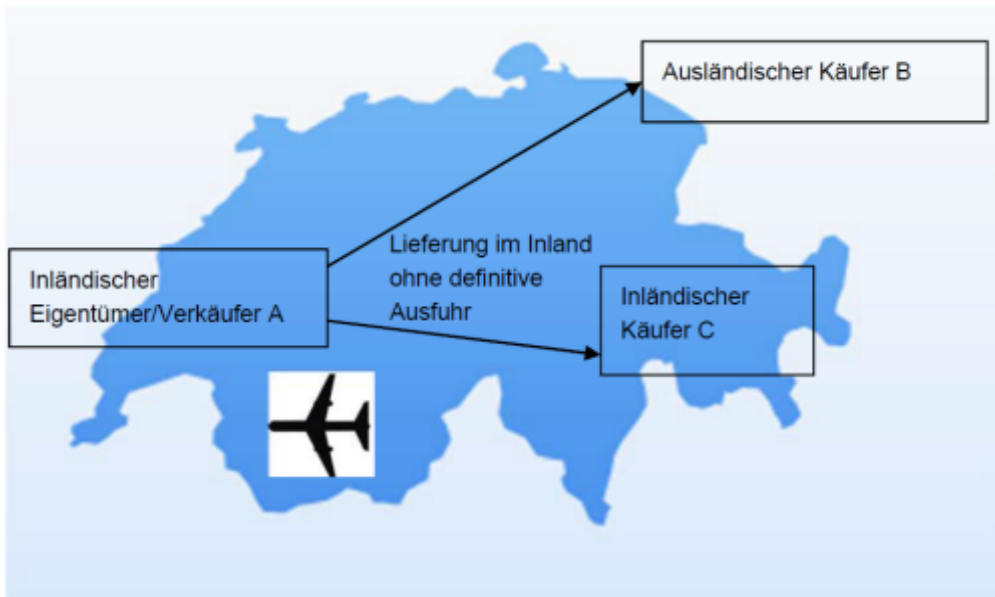 Ausländischer Käufer B
Lieferung im Inland
ohne definitive
Ausfuhr
Inländischer
Eigentümer/Verkäufer A
Inländischer
Käufer C